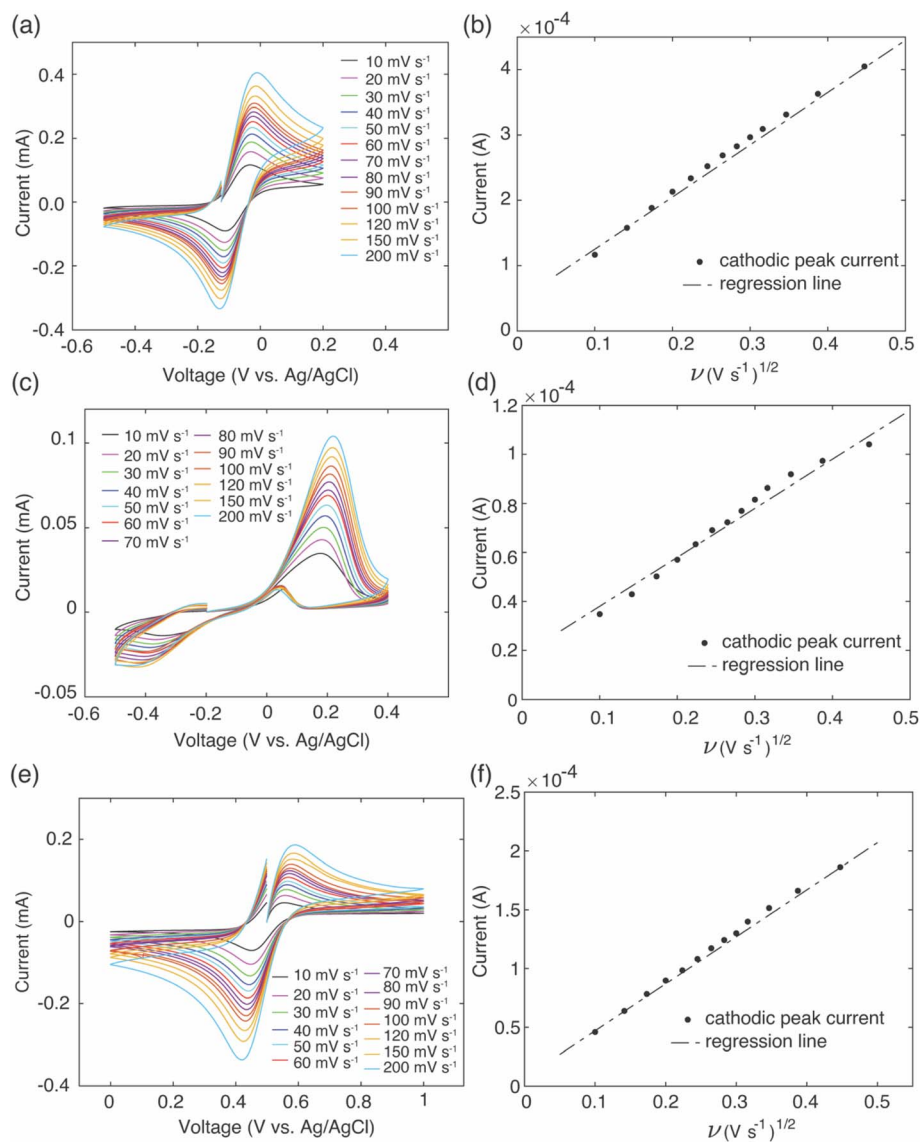 (a)
0.4
0.2
0.0
-0.2
-0.4
Current (mA)
-0.6 -0.4 -0.2 0 0.2 0.4
Voltage (V vs. Ag/AgCl)
10 mV s⁻¹
20 mV s⁻¹
30 mV s⁻¹
40 mV s⁻¹
50 mV s⁻¹
60 mV s⁻¹
70 mV s⁻¹
80 mV s⁻¹
90 mV s⁻¹
100 mV s⁻¹
120 mV s⁻¹
150 mV s⁻¹
200 mV s⁻¹
(b)
×10⁻⁴
5
4
3
2
1
0
Current (A)
cathodic peak current
regression line
0.1 0.2 0.3 0.4 0.5
ν(V s⁻¹)¹/²
(c)
0.1
0.05
0
-0.05
Current (mA)
10 mV s⁻¹
20 mV s⁻¹
30 mV s⁻¹
40 mV s⁻¹
50 mV s⁻¹
60 mV s⁻¹
70 mV s⁻¹
80 mV s⁻¹
90 mV s⁻¹
100 mV s⁻¹
120 mV s⁻¹
150 mV s⁻¹
200 mV s⁻¹
-0.6 -0.4 -0.2 0 0.2 0.4
Voltage (V vs. Ag/AgCl)
(d)
×10⁻⁴
1.2
1
0.8
0.6
0.4
0.2
0
Current (A)
cathodic peak current
regression line
0.1 0.2 0.3 0.4 0.5
ν(V s⁻¹)¹/²
(e)
0.2
0
-0.2
-0.4
Current (mA)
10 mV s⁻¹
20 mV s⁻¹
30 mV s⁻¹
40 mV s⁻¹
50 mV s⁻¹
60 mV s⁻¹
70 mV s⁻¹
80 mV s⁻¹
90 mV s⁻¹
100 mV s⁻¹
120 mV s⁻¹
150 mV s⁻¹
200 mV s⁻¹
0 0.2 0.4 0.6 0.8 1
Voltage (V vs. Ag/AgCl)
(f)
×10⁻⁴
2.5
2
1.5
1
0.5
0
Current (A)
cathodic peak current
regression line
0 0.1 0.2 0.3 0.4 0.5
ν(V s⁻¹)¹/²